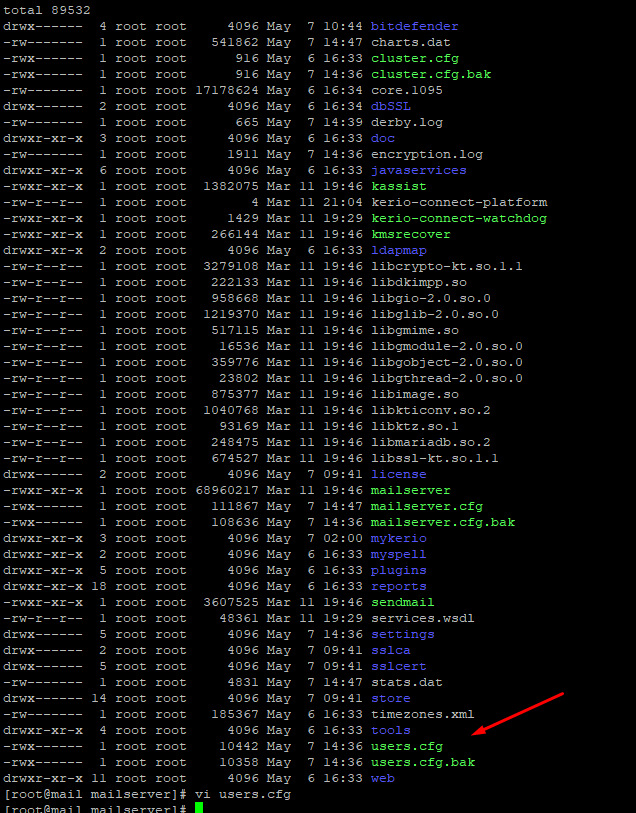 total 89532
drwx------  4 root root     4096 May  7 10:44 bitdefender
-rw-------  1 root root   541862 May  7 14:47 charts.dat
-rwx------  1 root root      916 May  6 16:33 cluster.cfg
-rwx------  1 root root      916 May  7 14:36 cluster.cfg.bak
-rw-------  1 root root 17178624 May  6 16:34 core.1095
drwx------  2 root root     4096 May  6 16:34 dbSSL
-rw-------  1 root root      665 May  7 14:39 derby.log
drwxr-xr-x  3 root root     4096 May  6 16:33 doc
-rw-------  1 root root     1911 May  7 14:36 encryption.log
drwxr-xr-x  6 root root     4096 May  6 16:33 javaservices
-rwxr-xr-x  1 root root  1382075 Mar 11 19:46 kassist
-rw-r--r--  1 root root        4 Mar 11 21:04 kerio-connect-platform
-rwxr-xr-x  1 root root     1429 Mar 11 19:29 kerio-connect-watchdog
-rwxr-xr-x  1 root root   266144 Mar 11 19:46 kmsrecover
drwxr-xr-x  2 root root     4096 May  6 16:33 ldapmap
-rw-r--r--  1 root root  3279108 Mar 11 19:46 libcrypto-kt.so.1.1
-rw-r--r--  1 root root   222133 Mar 11 19:46 libdkimpp.so
-rw-r--r--  1 root root   958668 Mar 11 19:46 libgio-2.0.so.0
-rw-r--r--  1 root root  1219370 Mar 11 19:46 libglib-2.0.so.0
-rw-r--r--  1 root root   517115 Mar 11 19:46 libgmime.so
-rw-r--r--  1 root root    16536 Mar 11 19:46 libgmodule-2.0.so.0
-rw-r--r--  1 root root   359776 Mar 11 19:46 libgobject-2.0.so.0
-rw-r--r--  1 root root    23802 Mar 11 19:46 libgthread-2.0.so.0
-rw-r--r--  1 root root   875377 Mar 11 19:46 libimage.so
-rw-r--r--  1 root root  1040768 Mar 11 19:46 libkticonv.so.2
-rw-r--r--  1 root root    93169 Mar 11 19:46 libktz.so.1
-rw-r--r--  1 root root   248475 Mar 11 19:46 libmariadb.so.2
-rw-r--r--  1 root root   674527 Mar 11 19:46 libssl-kt.so.1.1
drwx------  2 root root     4096 May  7 09:41 license
-rwxr-xr-x  1 root root 68960217 Mar 11 19:46 mailserver
-rwx------  1 root root   111867 May  7 14:47 mailserver.cfg
-rwx------  1 root root   108636 May  7 14:36 mailserver.cfg.bak
drwxr-xr-x  3 root root     4096 May  7 02:00 mykerio
drwxr-xr-x  2 root root     4096 May  6 16:33 myspell
drwxr-xr-x  5 root root     4096 May  6 16:33 plugins
drwxr-xr-x 18 root root     4096 May  6 16:33 reports
-rwxr-xr-x  1 root root  3607525 Mar 11 19:46 sendmail
-rw-r--r--  1 root root    48361 Mar 11 19:29 services.wsdl
drwx------  5 root root     4096 May  7 14:36 settings
drwx------  2 root root     4096 May  7 09:41 sslca
drwx------  5 root root     4096 May  7 09:41 sslcert
-rw-------  1 root root     4831 May  7 14:47 stats.dat
drwx------ 14 root root     4096 May  7 09:41 store
-rw-------  1 root root   185367 May  6 16:33 timezones.xml
drwxr-xr-x  4 root root     4096 May  6 16:33 tools
-rwx------  1 root root    10442 May  7 14:36 users.cfg
-rwx------  1 root root    10358 May  7 14:36 users.cfg.bak
drwxr-xr-x 11 root root     4096 May  6 16:33 web
[root@mail mailserver]# vi users.cfg
[root@mail mailserver]#